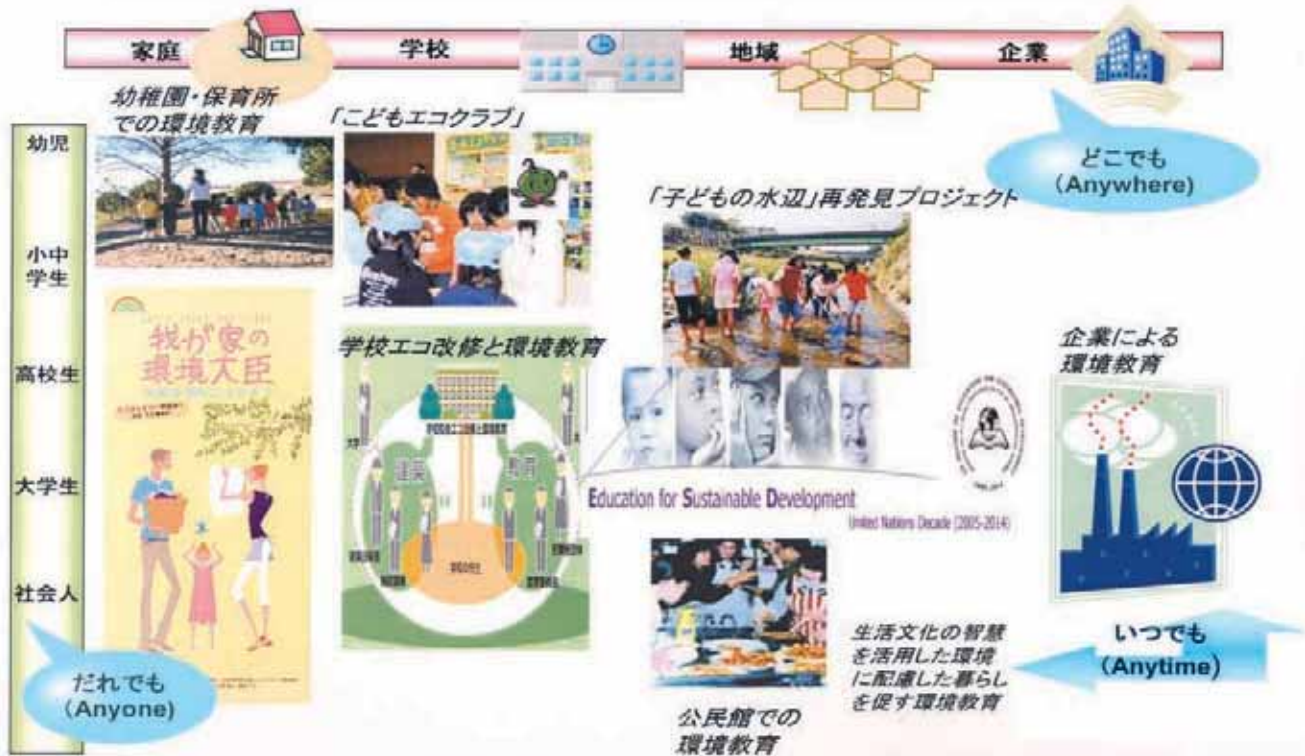 家庭
学校
地域
企業
幼児
小中
学生
高校生
大学生
社会人
だれでも
(Anyone)
どこでも
(Anywhere)
いつでも
(Anytime)
幼稚園・保育所
での環境教育
「こどもエコクラブ」
「子どもの水辺」再発見プロジェクト
我が家の
環境大臣
学校エコ改修と環境教育
建築
教育
Education for Sustainable Development
United Nations Decade (2005-2014)
企業による
環境教育
公民館での
環境教育
生活文化の智慧
を活用した環境
に配慮した暮らし
を促す環境教育